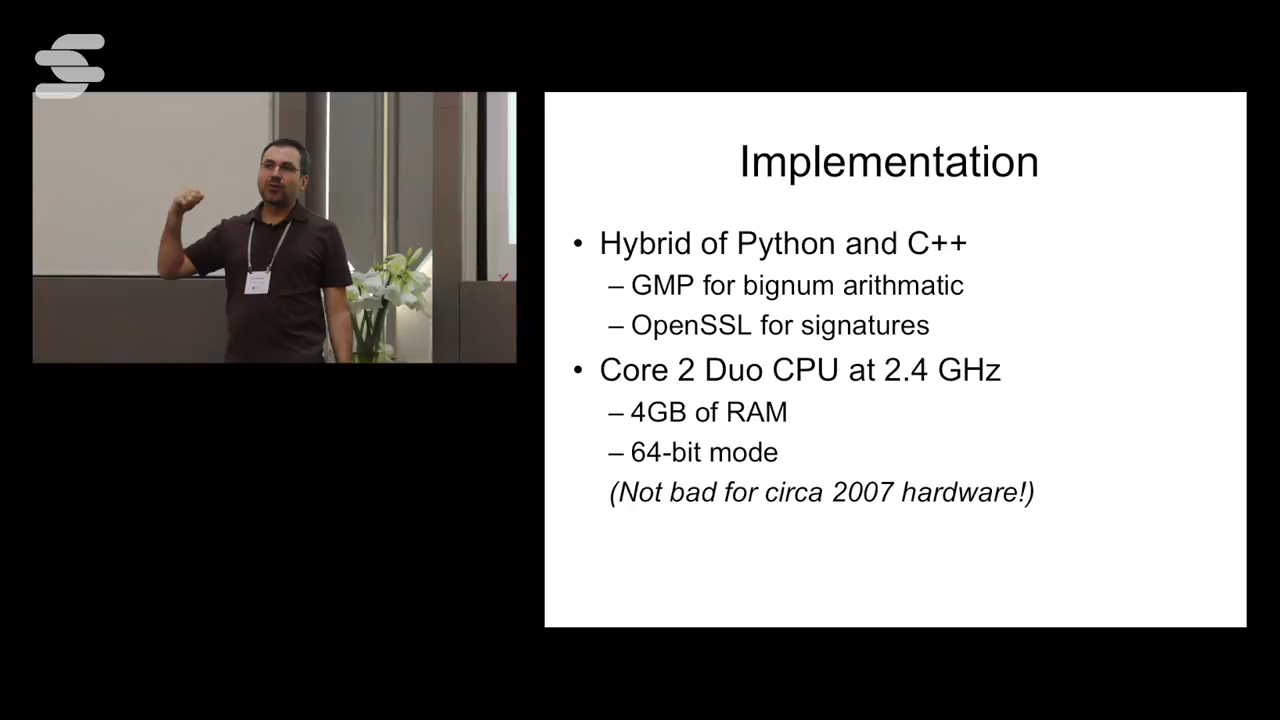 Implementation
• Hybrid of Python and C++
– GMP for bignum arithmatic
– OpenSSL for signatures
• Core 2 Duo CPU at 2.4 GHz
– 4GB of RAM
– 64-bit mode
(Not bad for circa 2007 hardware!)